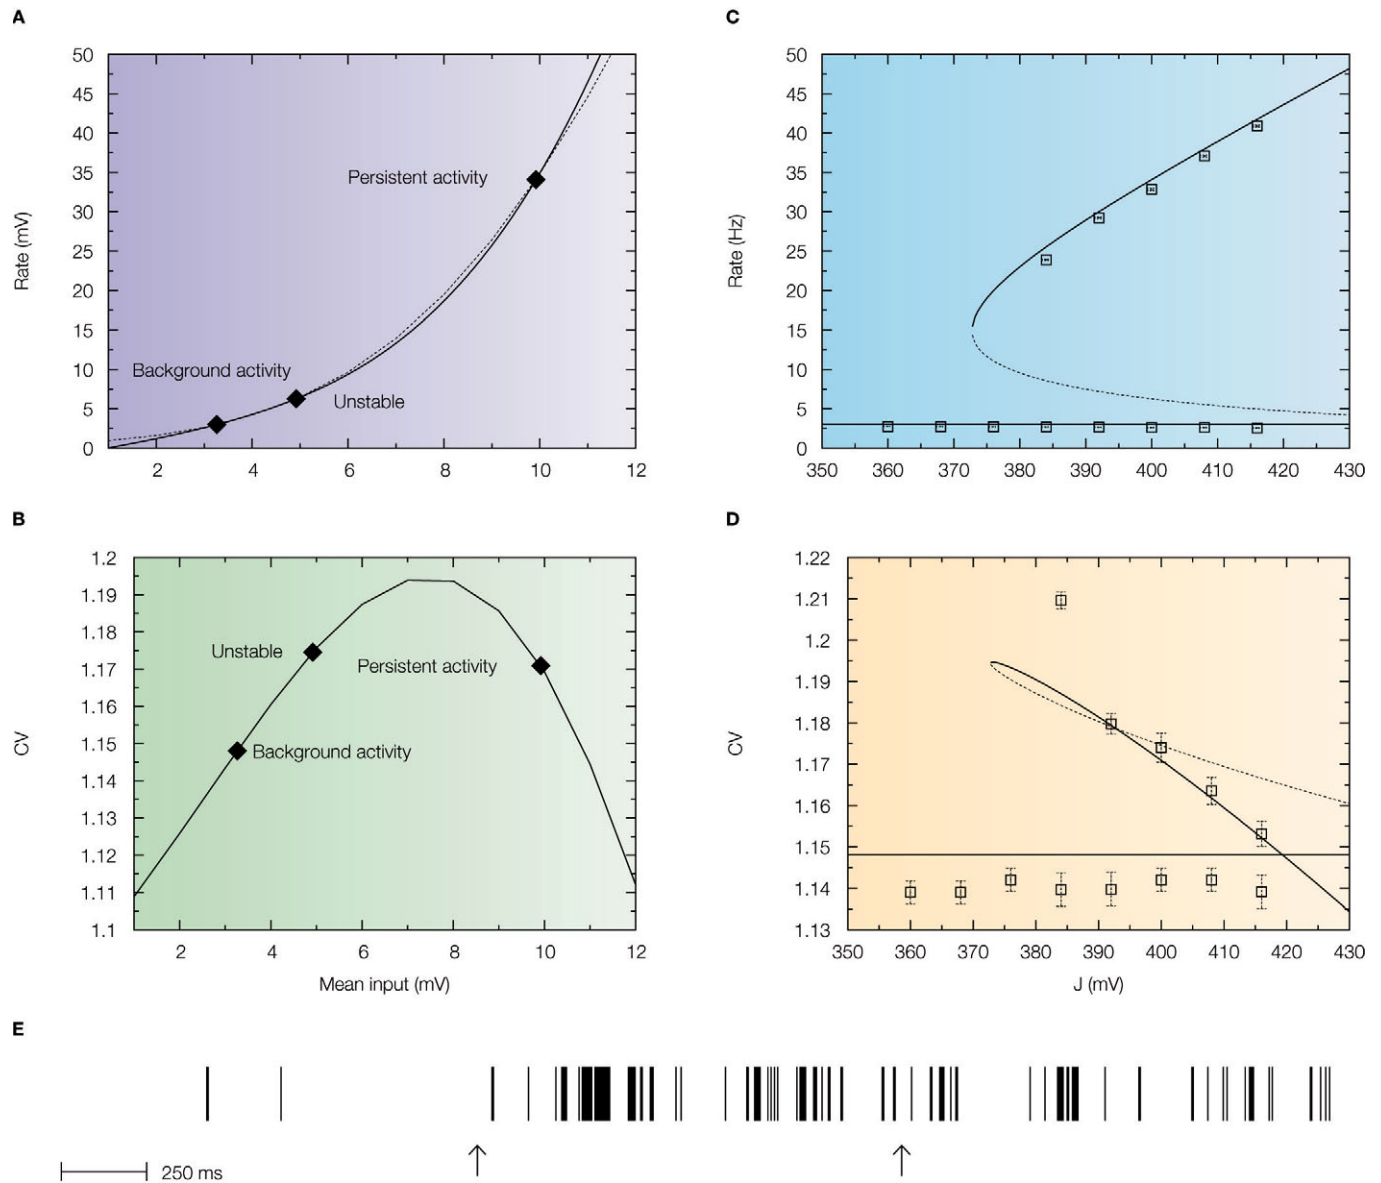 A
50
45
40
35
30
25
20
15
10
5
0
Rate (mV)
Persistent activity
Background activity
Unstable
2 4 6 8 10 12
C
50
45
40
35
30
25
20
15
10
5
0
Rate (Hz)
350 360 370 380 390 400 410 420 430
B
1.2
1.19
1.18
1.17
1.16
1.15
1.14
1.13
1.12
1.11
1.1
CV
Unstable
Persistent activity
Background activity
2 4 6 8 10 12
Mean input (mV)
D
1.22
1.21
1.2
1.19
1.18
1.17
1.16
1.15
1.14
1.13
CV
350 360 370 380 390 400 410 420 430
J (mV)
E
250 ms